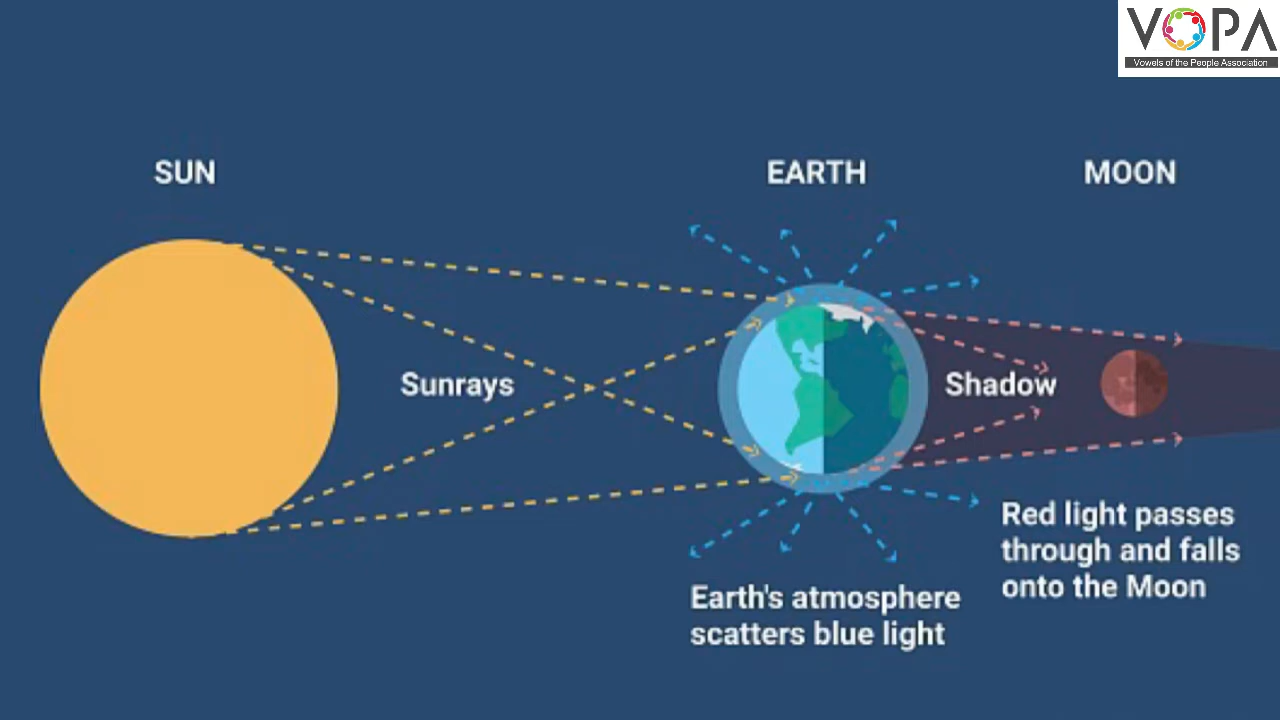 VOPA
Vowels of the People Association
SUN
EARTH
MOON
Sunrays
Shadow
Red light passes
through and falls
onto the Moon
Earth's atmosphere
scatters blue light